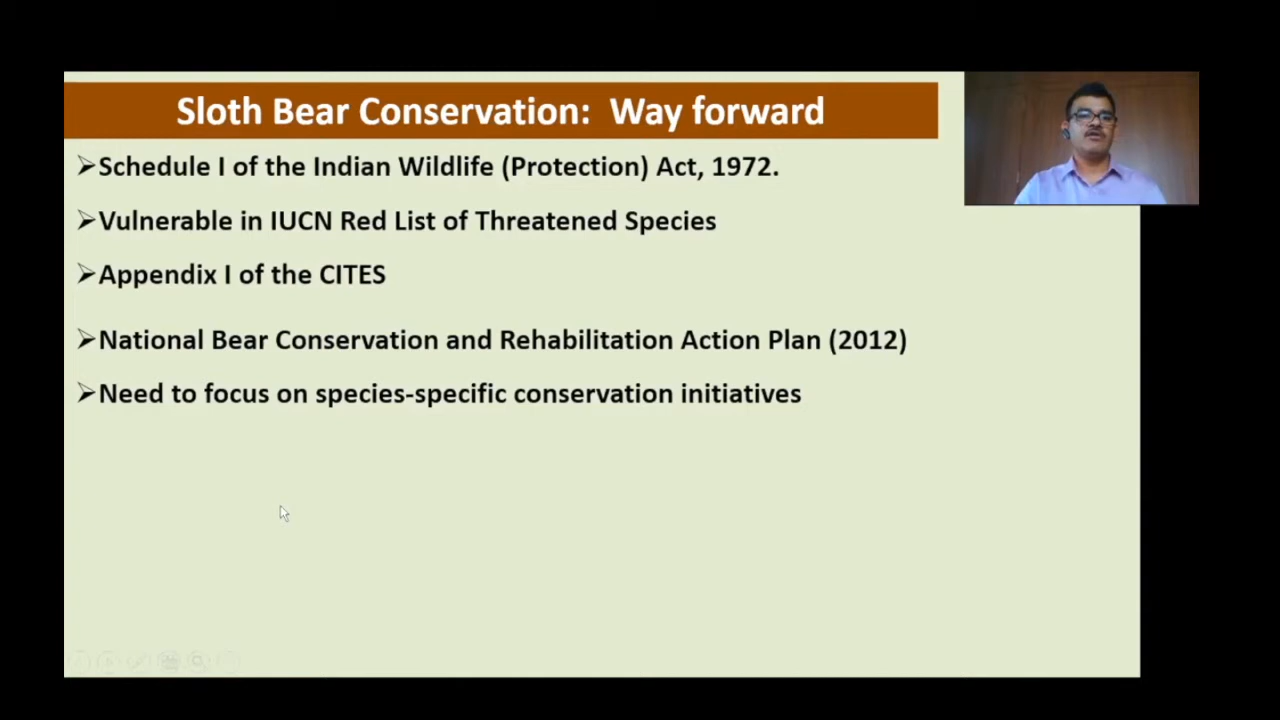 Sloth Bear Conservation: Way forward
➢Schedule I of the Indian Wildlife (Protection) Act, 1972.
➢Vulnerable in IUCN Red List of Threatened Species
➢Appendix I of the CITES
➢National Bear Conservation and Rehabilitation Action Plan (2012)
➢Need to focus on species-specific conservation initiatives